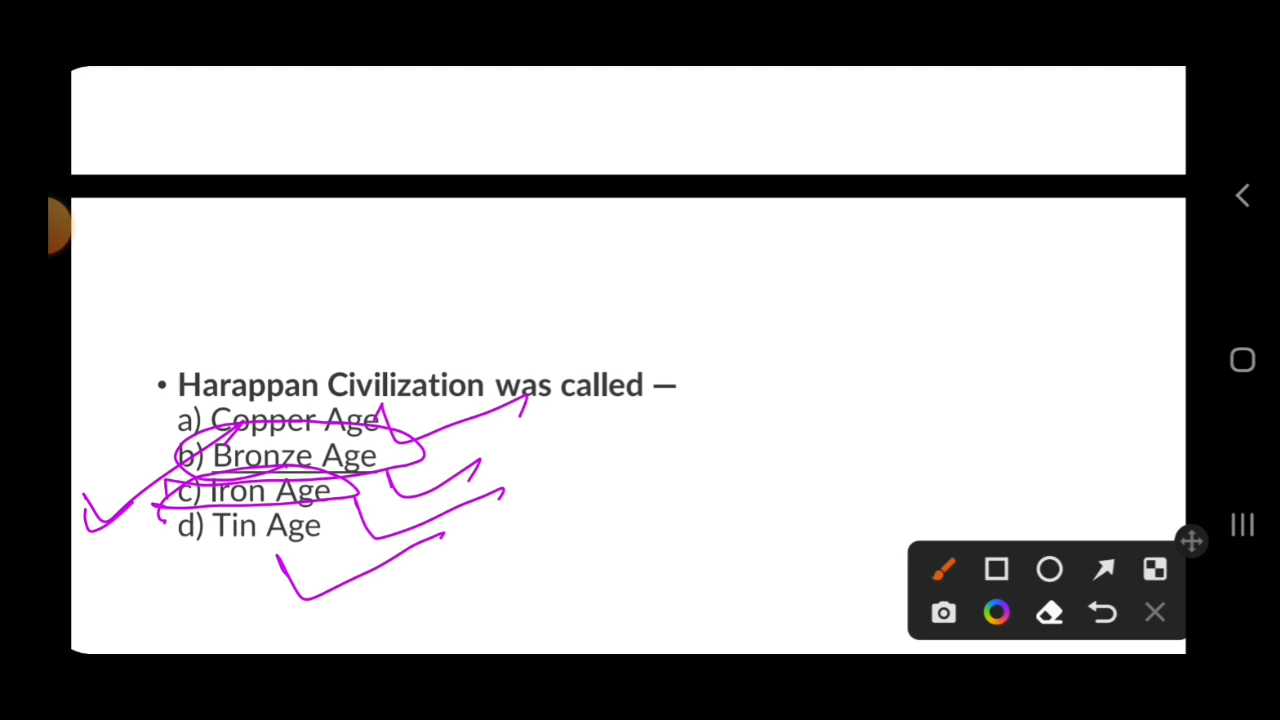 • Harappan Civilization was called —
a) Copper Age
b) Bronze Age
c) Iron Age
d) Tin Age